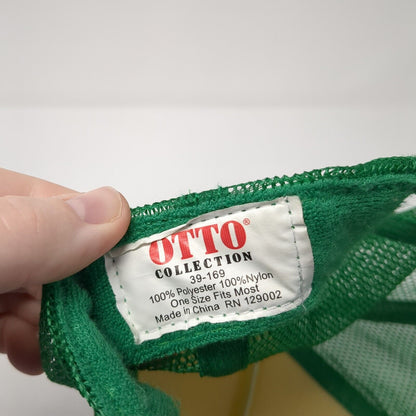 OTTO®
COLLECTION
39-169
100% Polyester 100%Nylon
One Size Fits Most
Made in China RN 129002